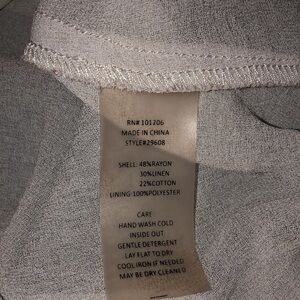 RN# 101206
MADE IN CHINA
STYLE#29608
SHELL: 48%RAYON
30%LINEN
22%COTTON
LINING:100%POLYESTER
CARE
HAND WASH COLD
INSIDE OUT
GENTLE DETERGENT
LAY FLAT TO DRY
COOL IRON IF NEEDED
MAY BE DRY CLEANED